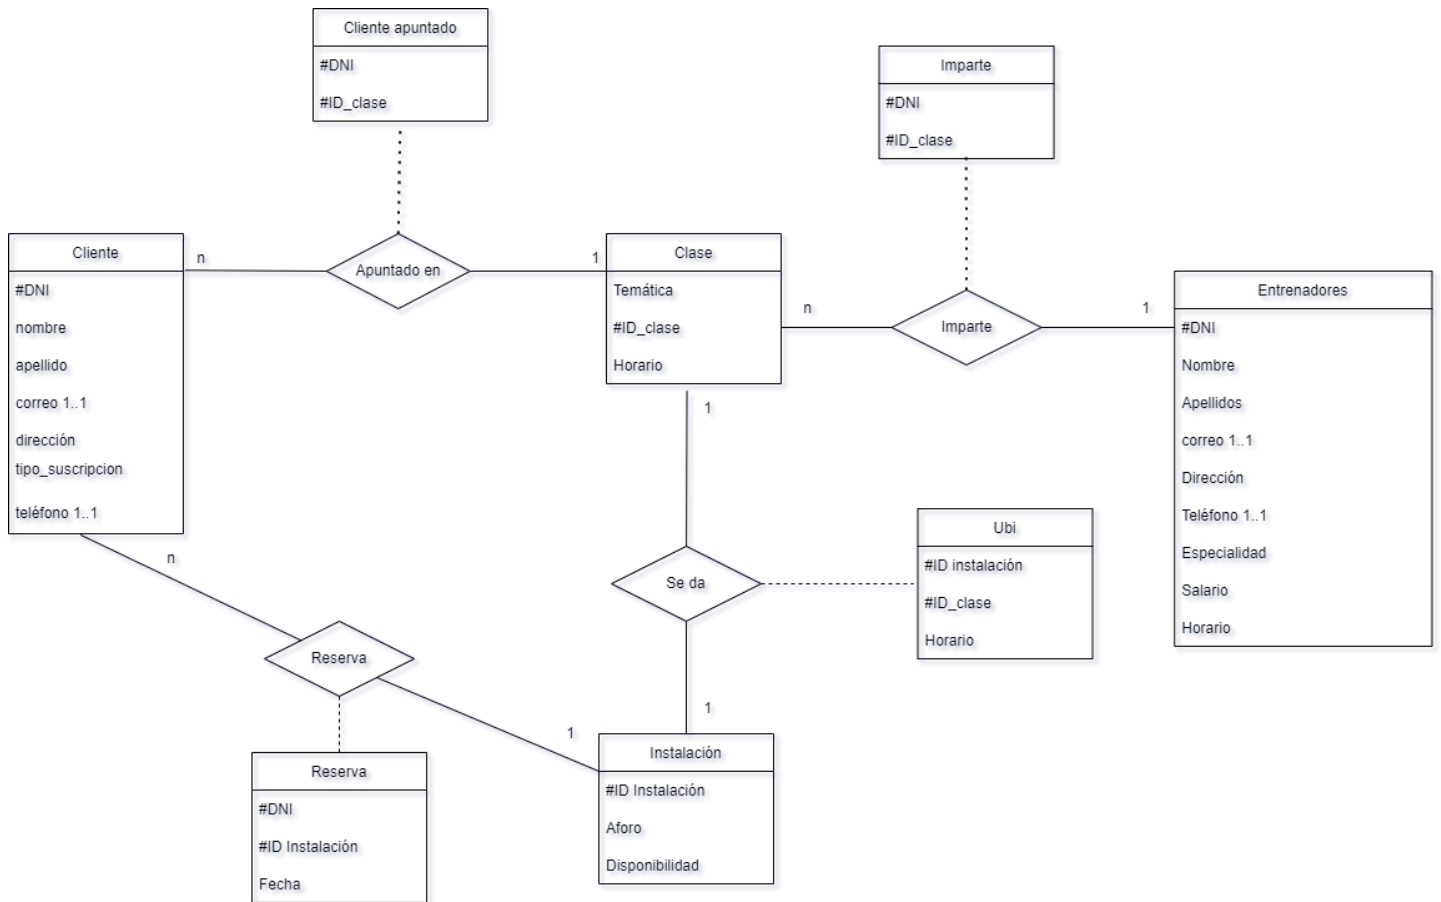 Cliente apuntado
#DNI
#ID_clase
Imparte
#DNI
#ID_clase
Cliente
#DNI
nombre
apellido
correo 1..1
dirección
tipo_suscripcion
teléfono 1..1
n
Apuntado en
1
Clase
Temática
#ID_clase
Horario
n
Imparte
1
Entrenadores
#DNI
Nombre
Apellidos
correo 1..1
Dirección
Teléfono 1..1
Especialidad
Salario
Horario
1
Se da
1
Ubi
#ID instalación
#ID_clase
Horario
n
Reserva
1
Reserva
#DNI
#ID Instalación
Fecha
Instalación
#ID Instalación
Aforo
Disponibilidad